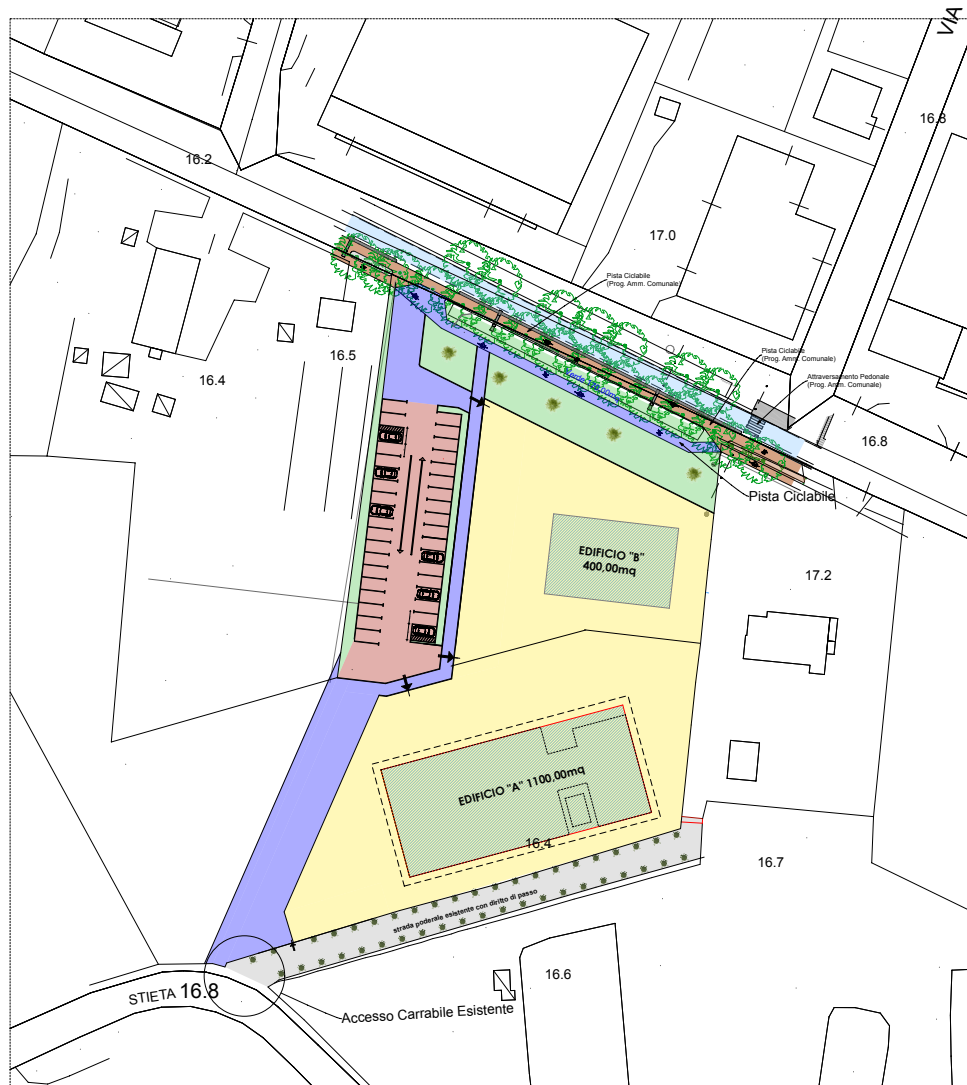 VIA
16.8
16.2
17.0
Pista Ciclabile
(Prog. Amm. Comunale)
16.5
16.4
Pista Ciclabile
(Prog. Amm. Comunale)
Attraversamento Pedonale
(Prog. Amm. Comunale)
16.8
Pista Ciclabile
EDIFICIO "B"
400,00mq
17.2
EDIFICIO "A" 1100,00mq
16.4
16.7
strada poderale esistente con diritto di passo
16.6
STIETA 16.8
Accesso Carrabile Esistente